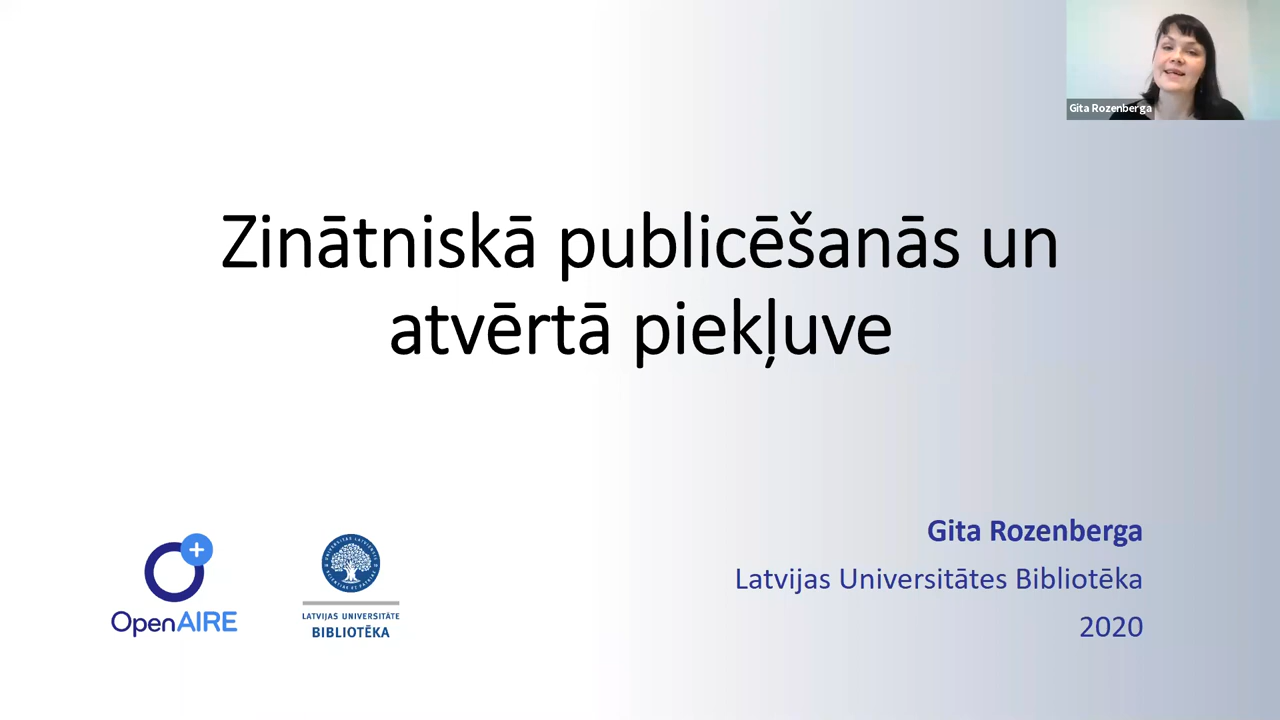 Gita Rozenberga
Zinātniskā publicēšanās un
atvērtā piekļuve
Gita Rozenberga
Latvijas Universitātes Bibliotēka
2020
OpenAIRE
LATVIJAS UNIVERSITĀTE
BIBLIOTĒKA